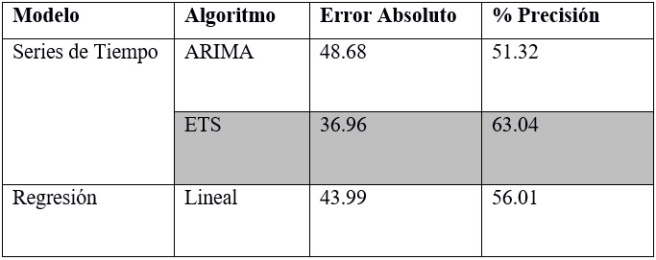 Modelo Algoritmo Error Absoluto % Precisión
Series de Tiempo ARIMA 48.68 51.32
ETS 36.96 63.04
Regresión Lineal 43.99 56.01